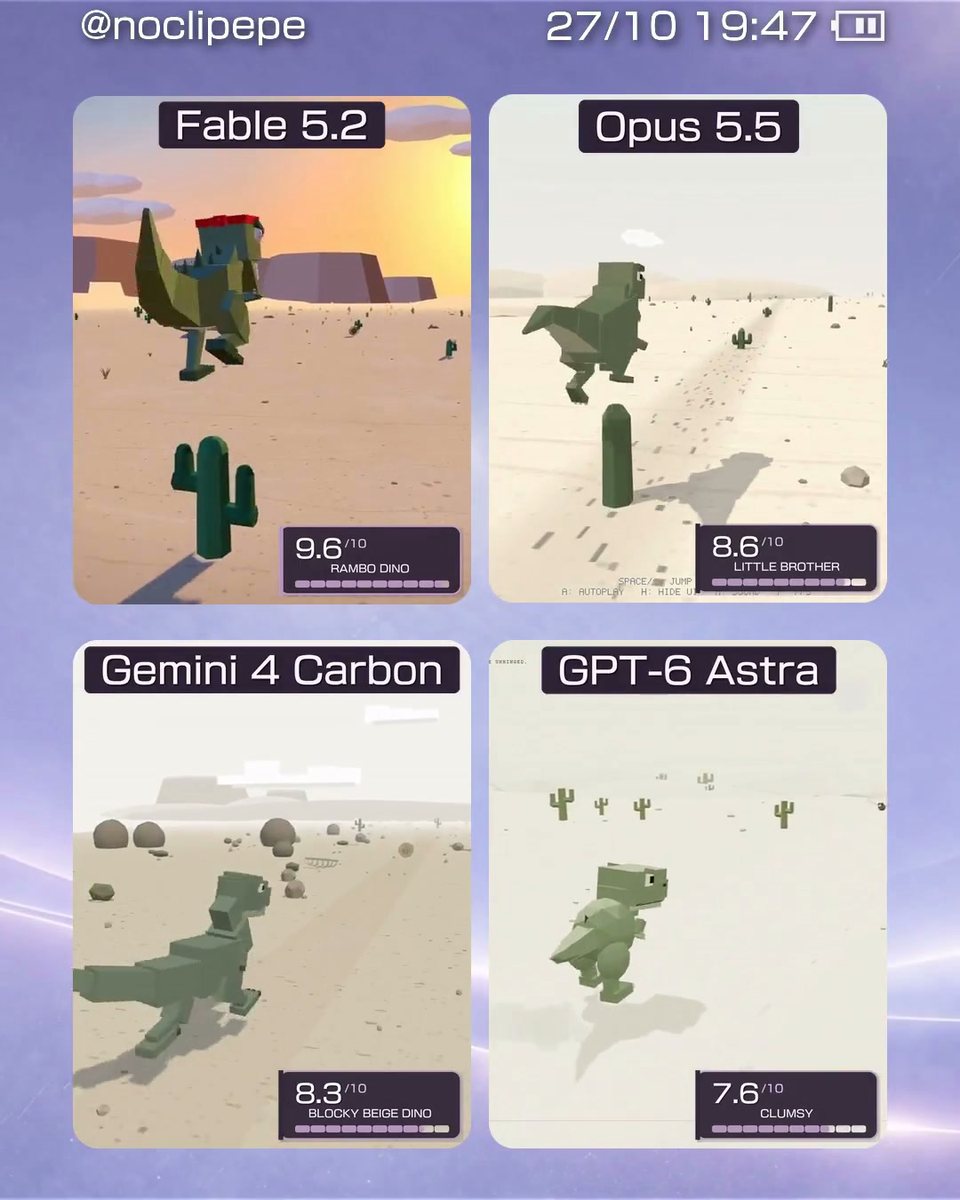 @noclipepe
27/10 19:47
Fable 5.2
9.6/10
RAMBO DINO
Opus 5.5
8.6/10
LITTLE BROTHER
SPACE/ JUMP
A: AUTOPLAY H: HIDE UI
Gemini 4 Carbon
8.3/10
BLOCKY BEIGE DINO
GPT-6 Astra
7.6/10
CLUMSY